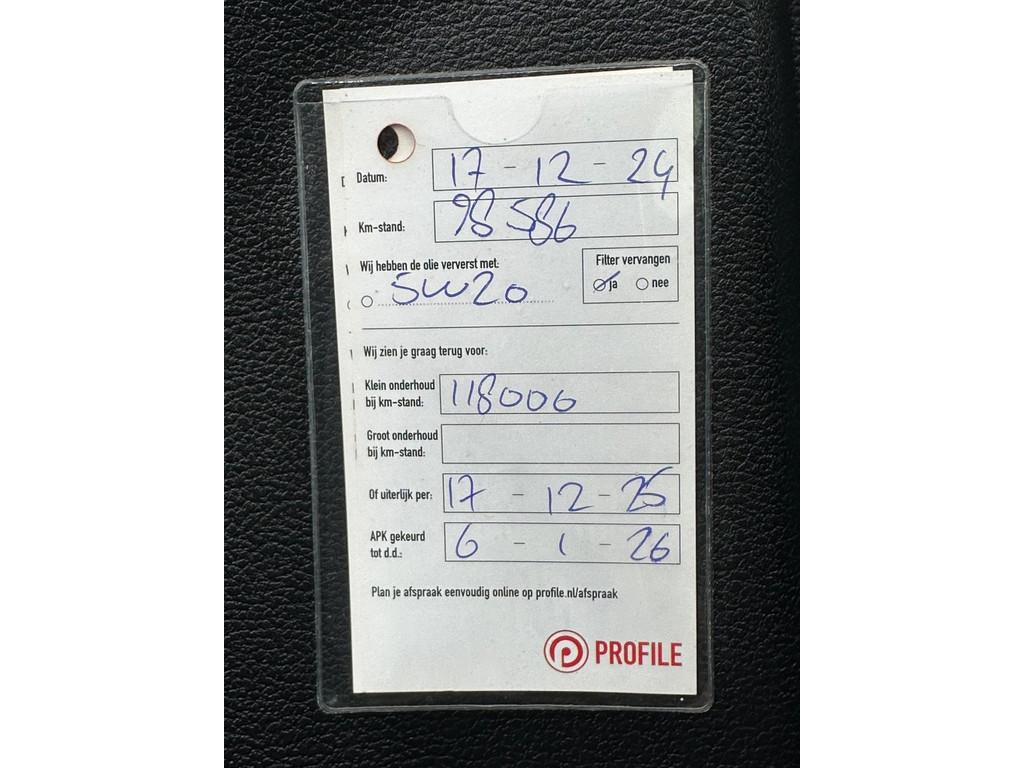 Datum: 17 - 12 - 24
Km-stand: 98586
Wij hebben de olie ververst met: Filter vervangen
5W20 ja nee
Wij zien je graag terug voor:
Klein onderhoud
bij km-stand: 118000
Groot onderhoud
bij km-stand:
Of uiterlijk per: 17 - 12 - 25
APK gekeurd
tot d.d.: 6 - 1 - 26
Plan je afspraak eenvoudig online op profile.nl/afspraak
PROFILE